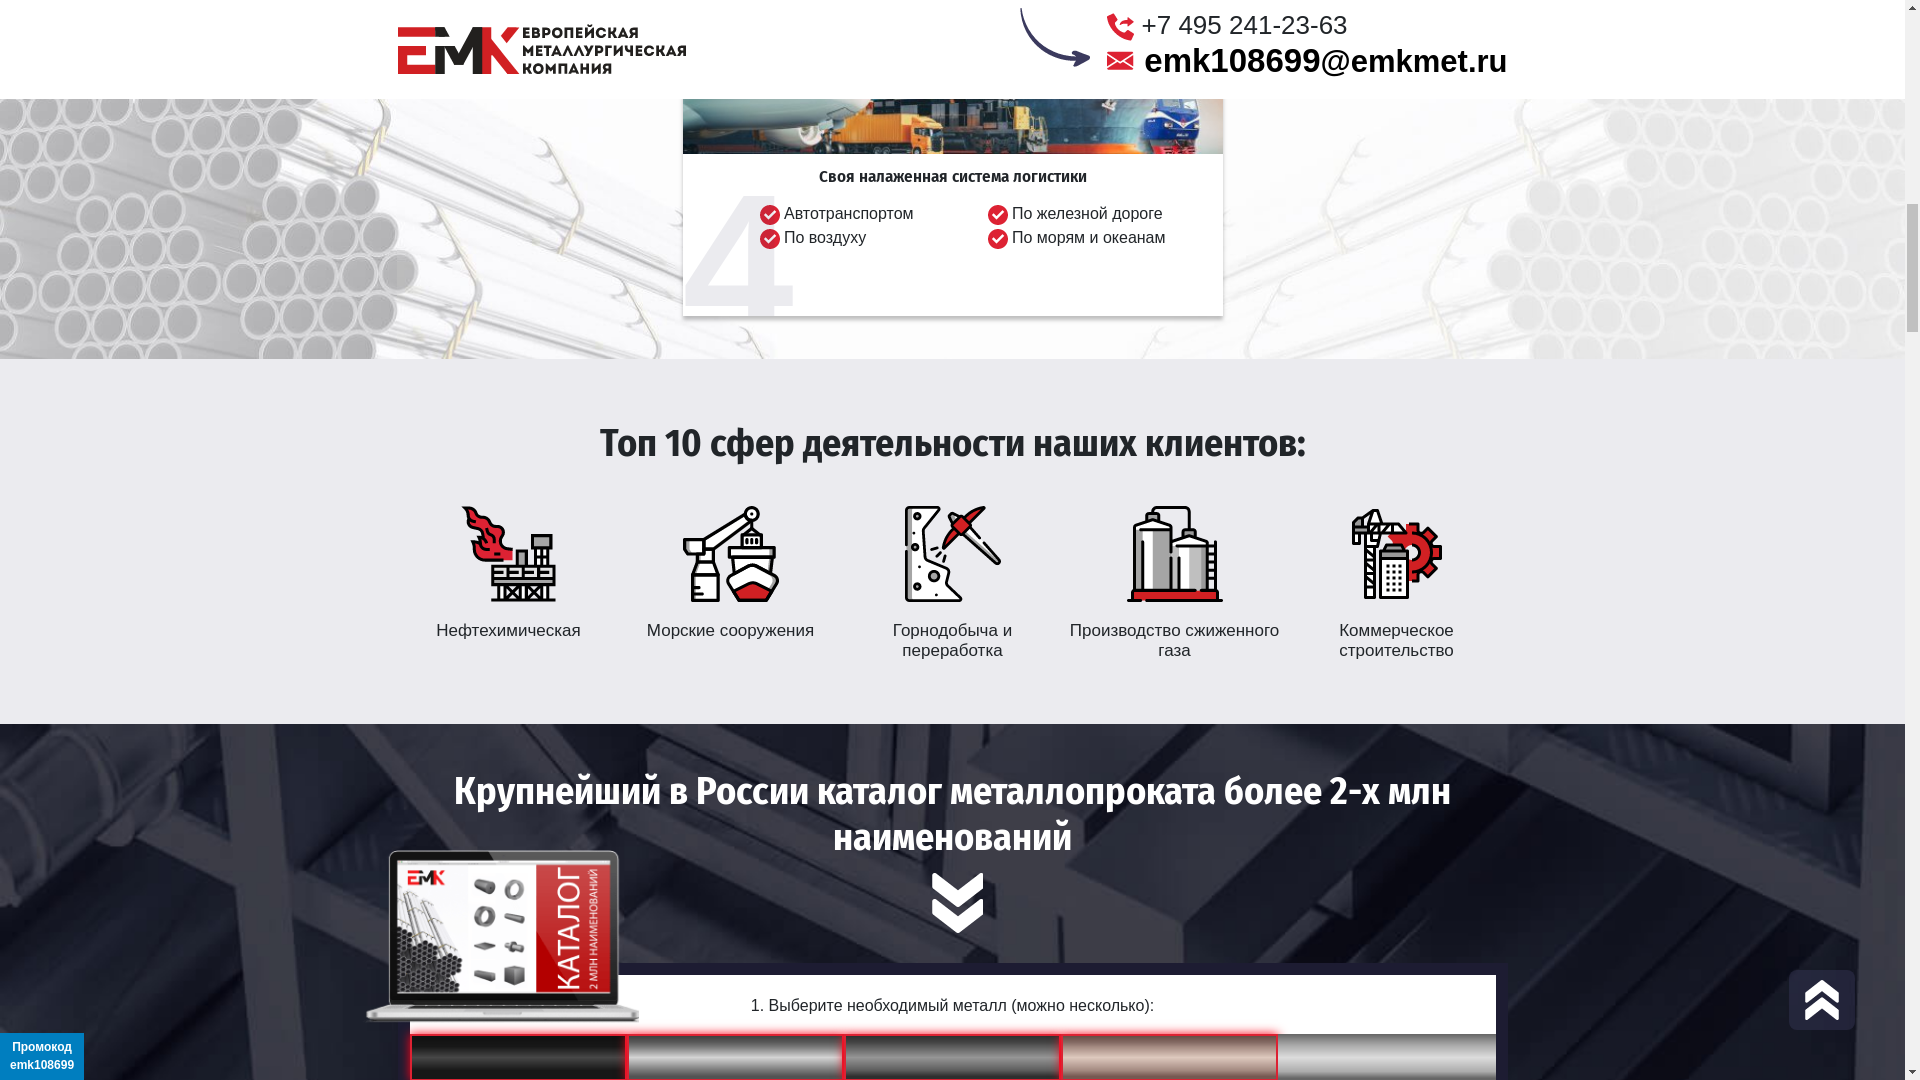 ЕВРОПЕЙСКАЯ
МЕТАЛЛУРГИЧЕСКАЯ
КОМПАНИЯ
ЕМК
+7 495 241-23-63
emk108699@emkmet.ru
4
Своя налаженная система логистики
Автотранспортом
По железной дороге
По воздуху
По морям и океанам
Топ 10 сфер деятельности наших клиентов:
Нефтехимическая
Морские сооружения
Горнодобыча и
переработка
Производство сжиженного
газа
Коммерческое
строительство
Крупнейший в России каталог металлопроката более 2-х млн
наименований
ЕМК
КАТАЛОГ
2 МЛН НАИМЕНОВАНИЙ
1. Выберите необходимый металл (можно несколько):
Промокод
emk108699